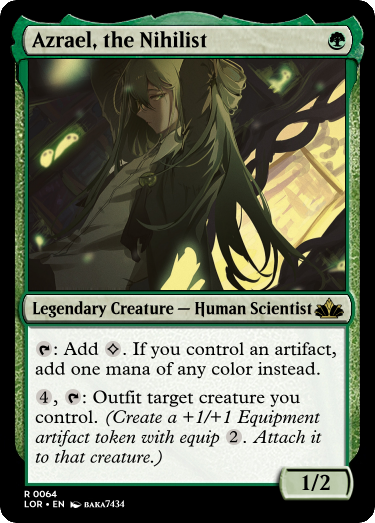 Azrael, the Nihilist
Legendary Creature — Human Scientist
: Add . If you control an artifact,
add one mana of any color instead.
4, : Outfit target creature you
control. (Create a +1/+1 Equipment
artifact token with equip 2. Attach it
to that creature.)
1/2
R 0064
LOR • EN BAKA7434